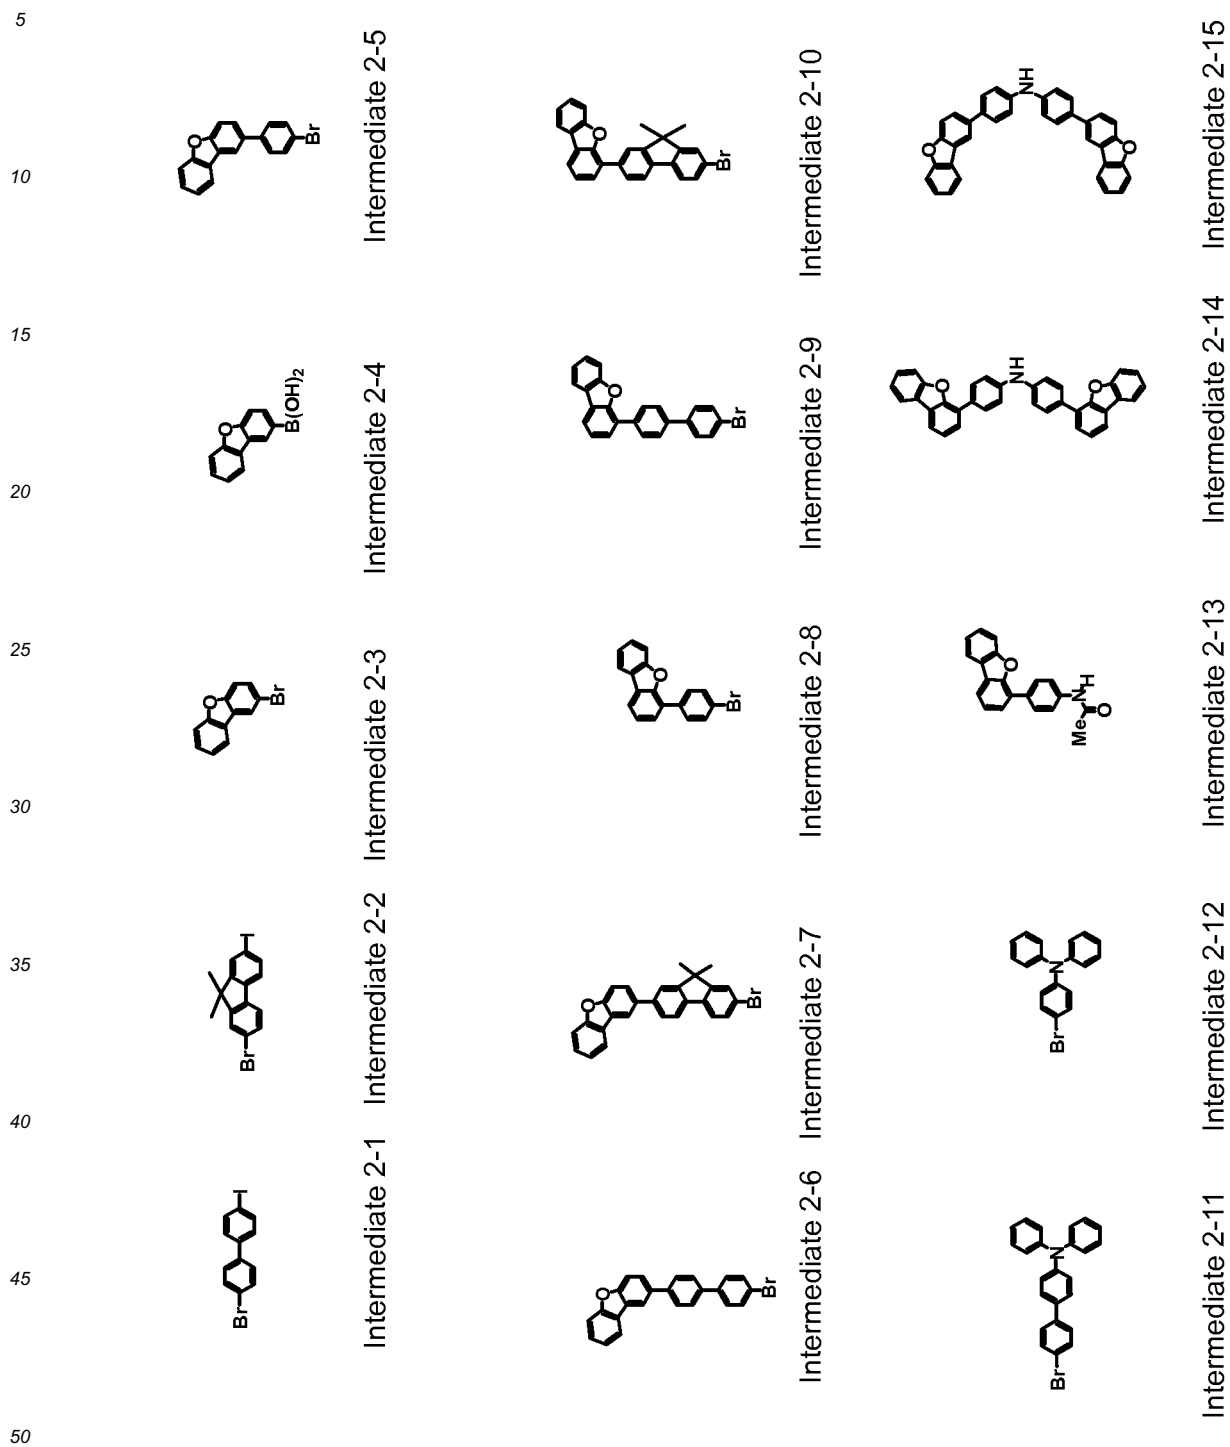 5
10
15
20
25
30
35
40
45
50
Br
I
Intermediate 2-1
Br
I
Intermediate 2-2
O
Br
Intermediate 2-3
O
B(OH)2
Intermediate 2-4
O
Br
Intermediate 2-5
O
Br
Intermediate 2-6
O
Br
Intermediate 2-7
O
Br
Intermediate 2-8
O
Br
Intermediate 2-9
O
Br
Intermediate 2-10
Br
N
Intermediate 2-11
Br
N
Intermediate 2-12
O
N
H
Me
O
Intermediate 2-13
O
NH
O
Intermediate 2-14
O
NH
O
Intermediate 2-15